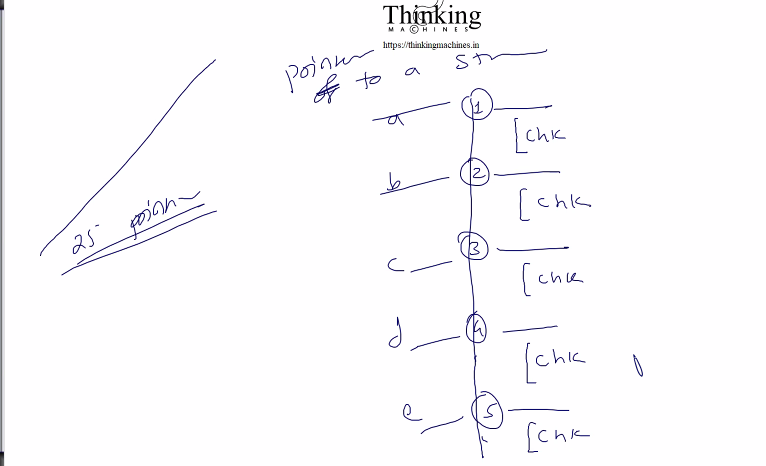 Thinking
MACHINES
https://thinkingmachines.in
pointer to a str
a 1
[chk
b 2
[chk
c 3
[chk
d 4
[chk
e 5
[chk
25 pointer